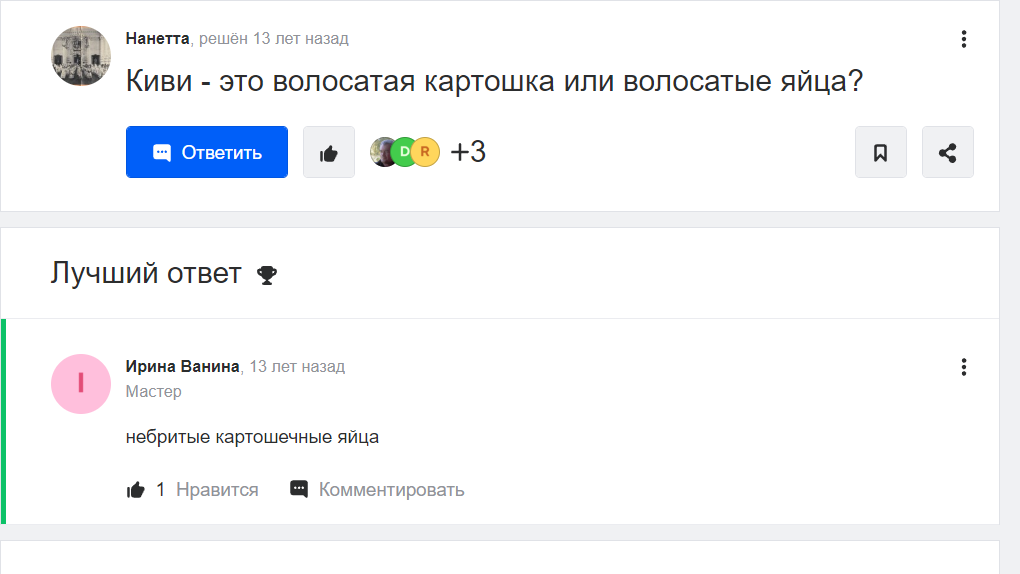 Нанетта, решён 13 лет назад
Киви - это волосатая картошка или волосатые яйца?
Ответить
D R +3
Лучший ответ
I
Ирина Ванина, 13 лет назад
Мастер
небритые картошечные яйца
1 Нравится Комментировать